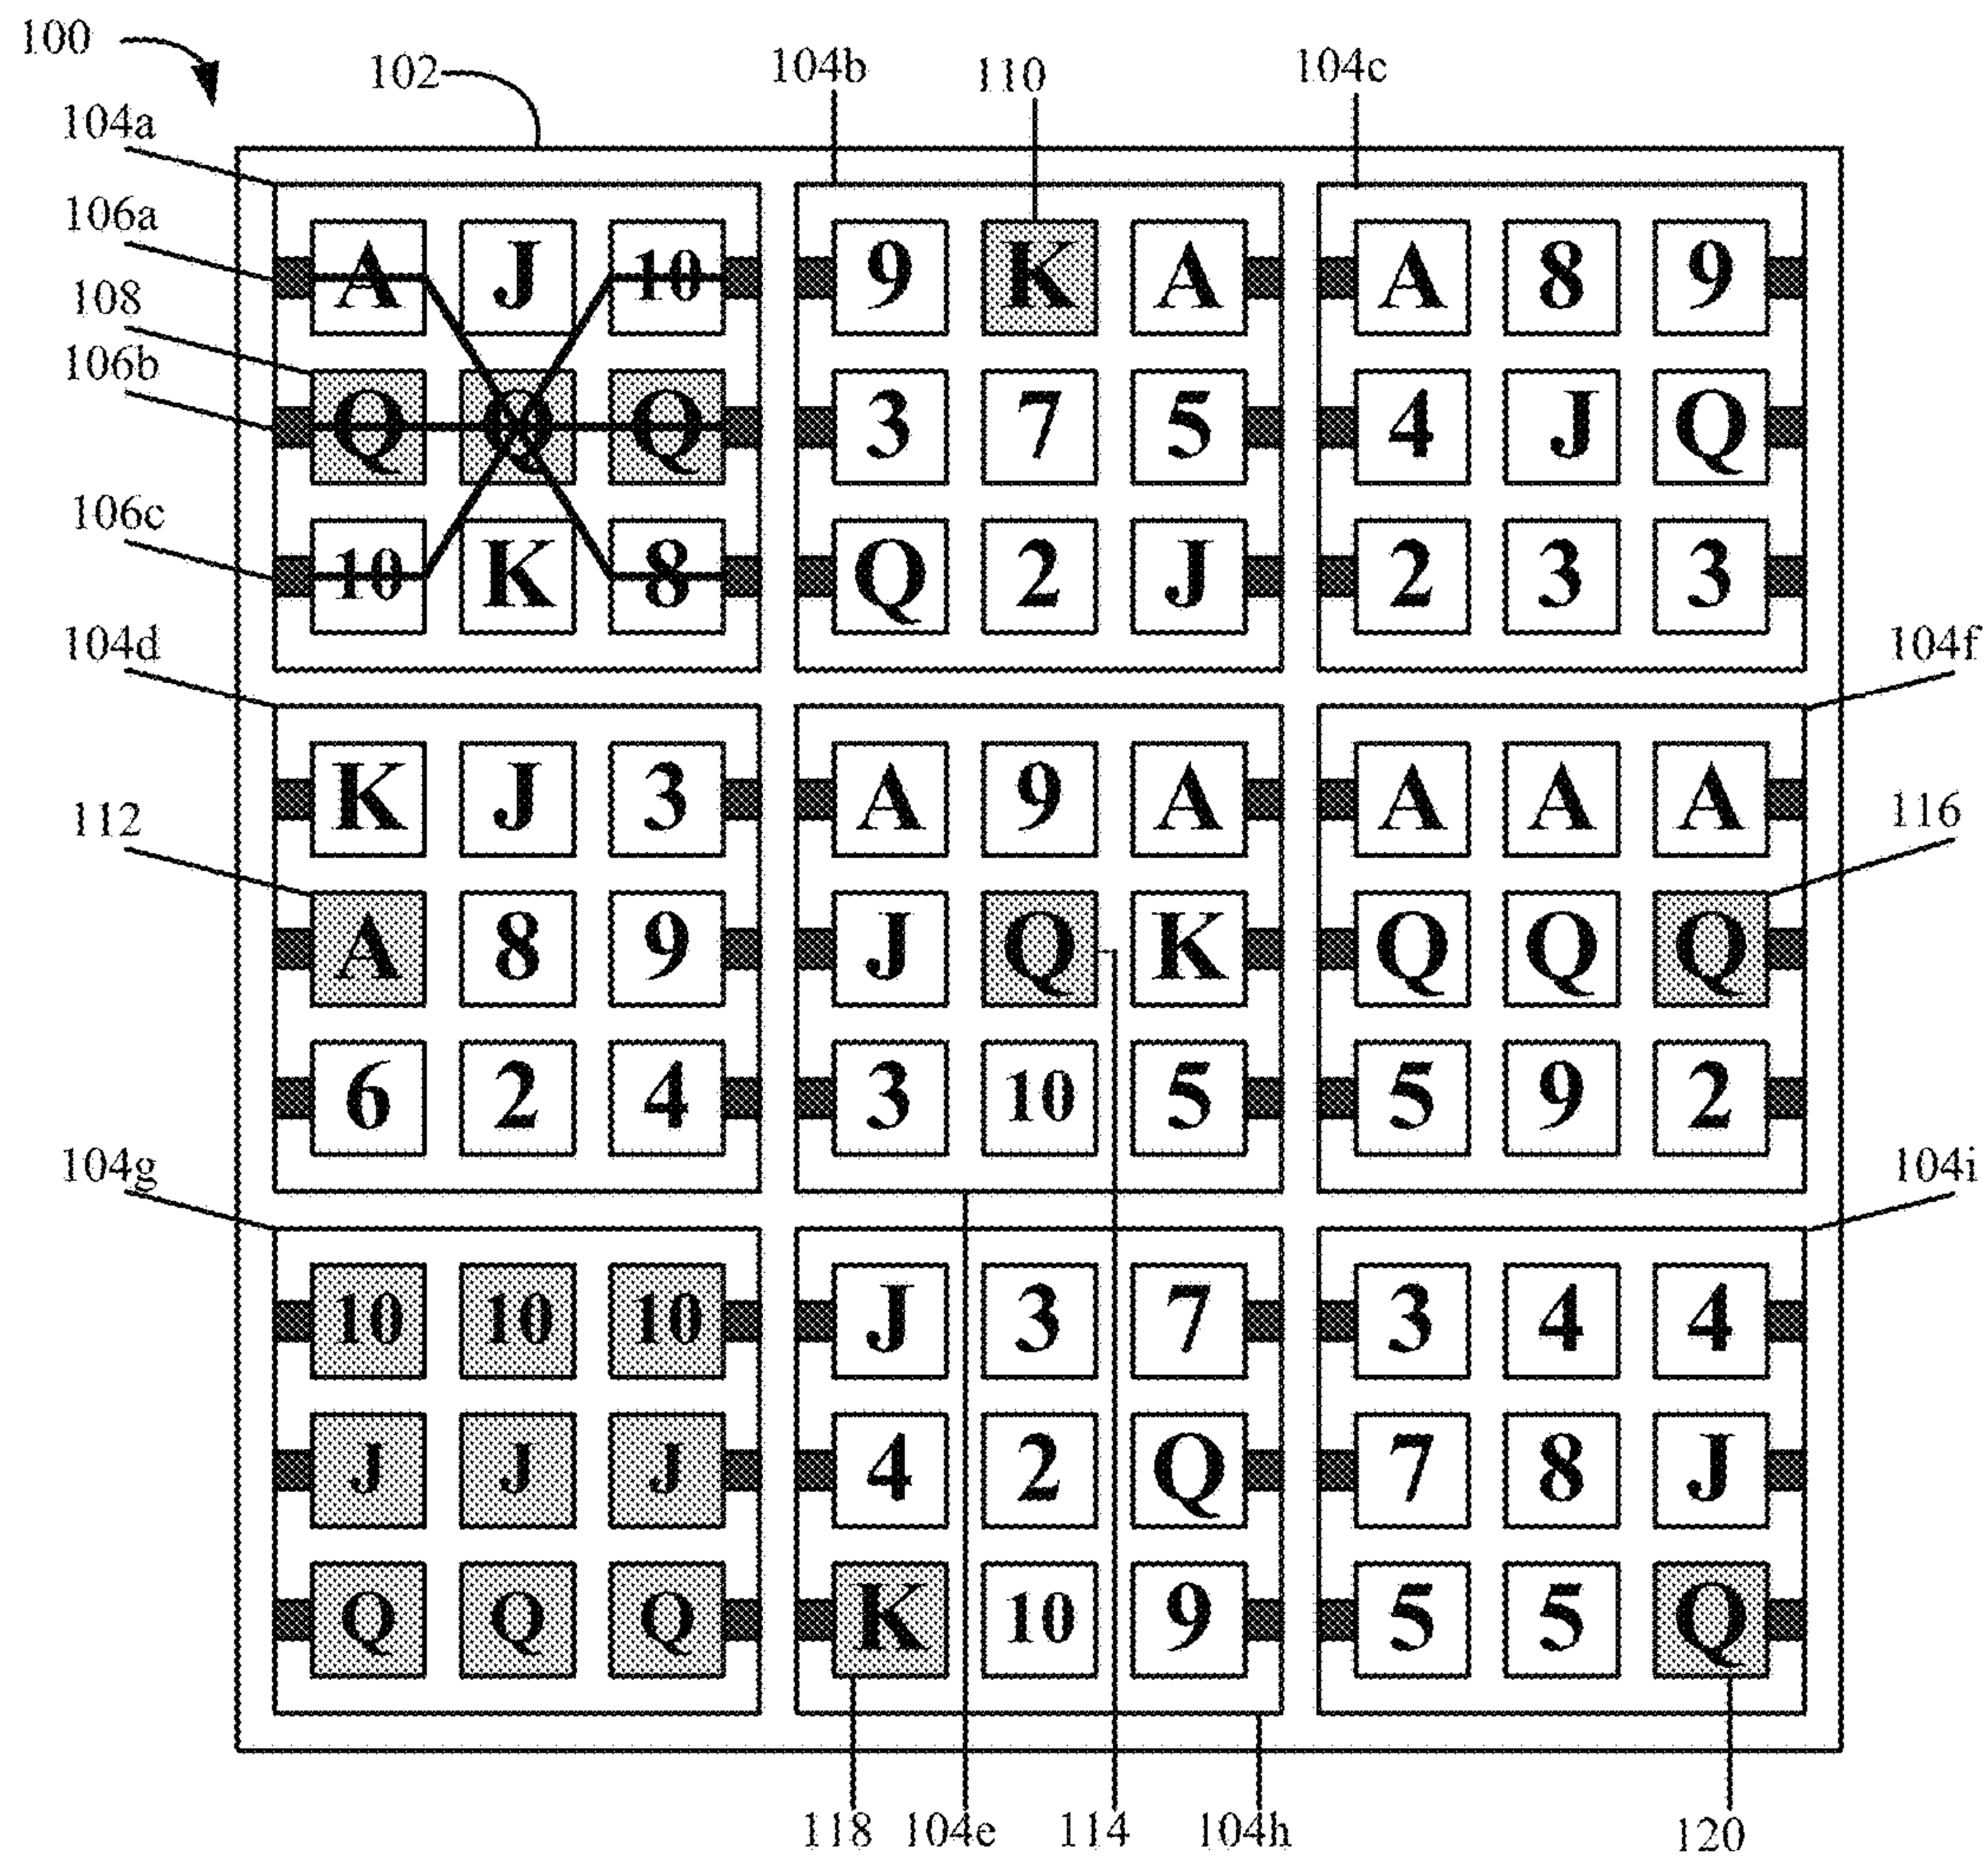 100
102
104b
110
104c
104a
106a
A J 10 9 K A A 8 9
108
106b
Q Q Q 3 7 5 4 J Q
106c
10 K 8 Q 2 J 2 3 3
104d
104f
K J 3 A 9 A A A A
112
116
A 8 9 J Q K Q Q Q
6 2 4 3 10 5 5 9 2
104g
104i
10 10 10 J 3 7 3 4 4
J J J 4 2 Q 7 8 J
Q Q Q K 10 9 5 5 Q
118 104e 114 104h 120